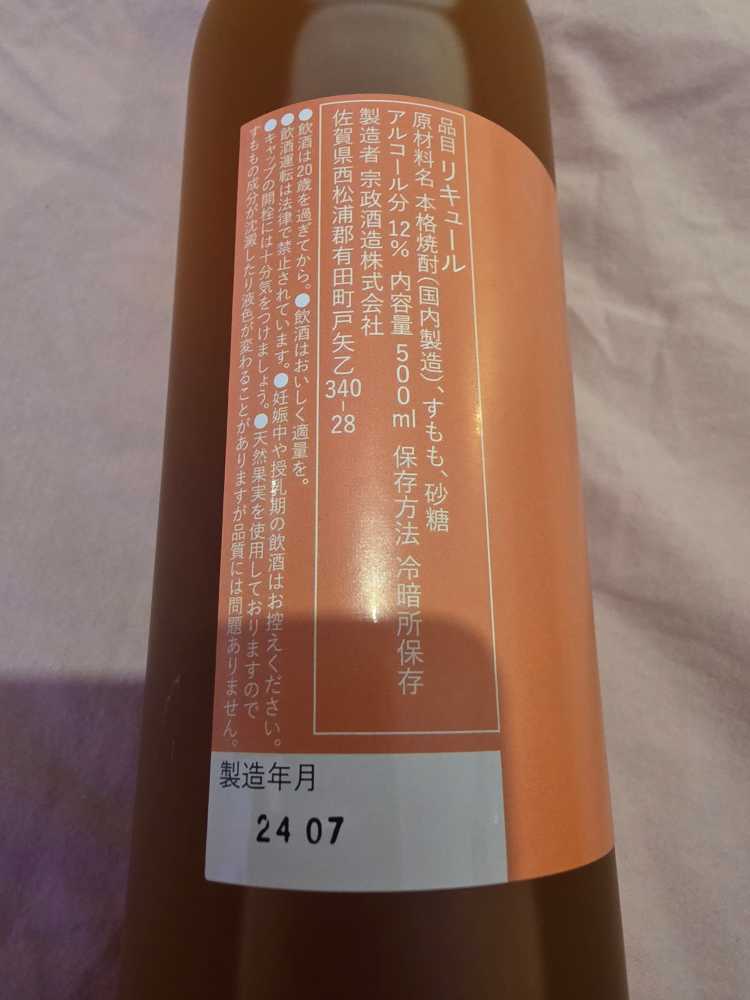 品目 リキュール
原材料名 本格焼酎(国内製造)、すもも、砂糖
アルコール分 12% 内容量 500ml 保存方法 冷暗所保存
製造者 宗政酒造株式会社
佐賀県西松浦郡有田町戸矢乙340-28
●飲酒は20歳を過ぎてから。●飲酒はおいしく適量を。
●飲酒運転は法律で禁止されています。●妊娠中や授乳期の飲酒はお控えください。
●キャップの開栓には十分気をつけましょう。●天然果実を使用しておりますので
すももの成分が沈澱したり液色が変わることがありますが品質には問題ありません。
製造年月
24 07